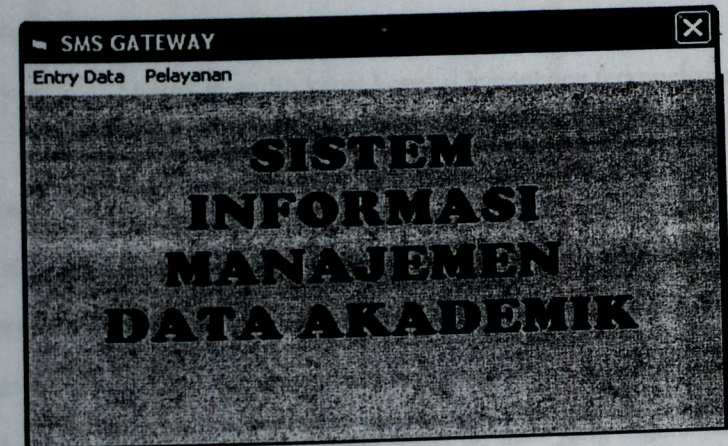 SMS GATEWAY
Entry Data Pelayanan
SISTEM
INFORMASI
MANAJEMEN
DATA AKADEMIK